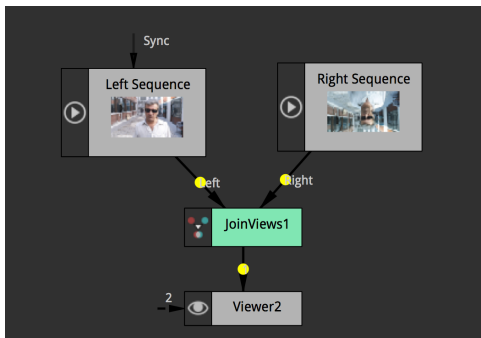 Sync
Left Sequence
Right Sequence
Left
Right
JoinViews1
2
Viewer2